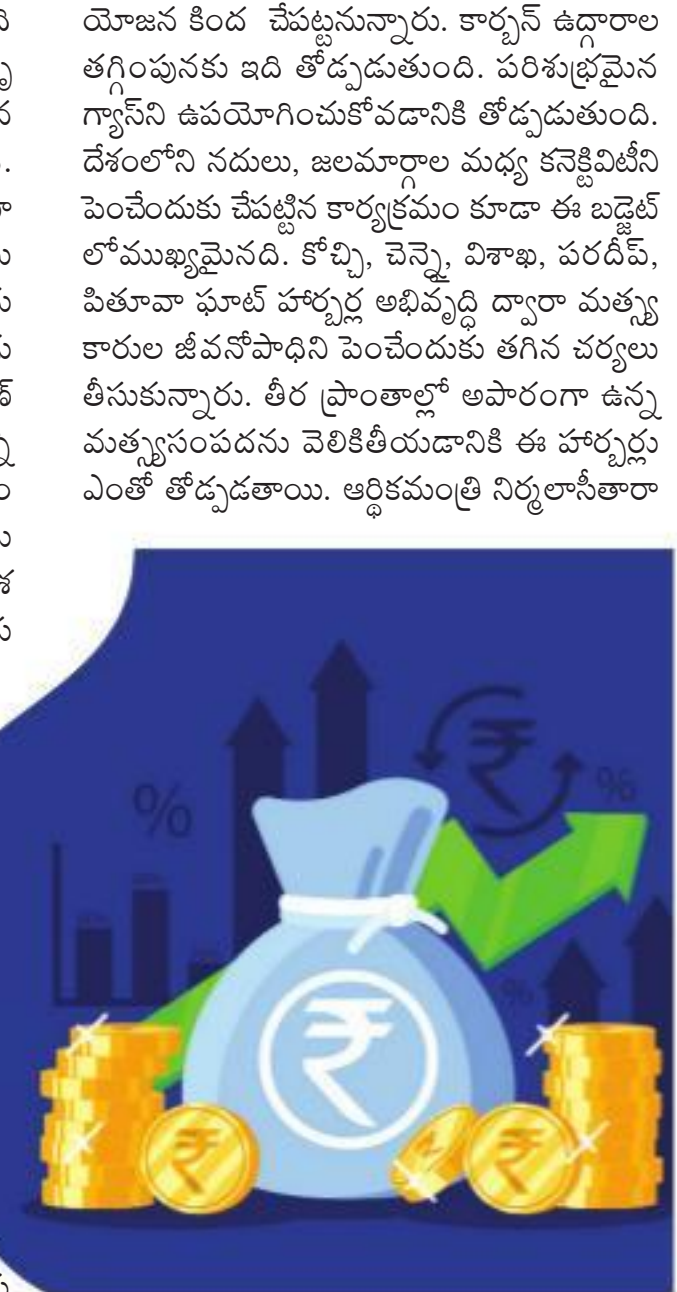 యోజన కింద చేపట్టనున్నారు. కార్బన్ ఉద్గారాల
తగ్గింపునకు ఇది తోడ్పడుతుంది. పరిశుభ్రమైన
గ్యాస్‌ని ఉపయోగించుకోవడానికి తోడ్పడుతుంది.
దేశంలోని నదులు, జలమార్గాల మధ్య కనెక్టివిటీని
పెంచేందుకు చేపట్టిన కార్యక్రమం కూడా ఈ బడ్జెట్
లోముఖ్యమైనది. కోచ్చి, చెన్నై, విశాఖ, పరదీప్,
పితూవా ఘాట్ హార్బర్ల అభివృద్ధి ద్వారా మత్స్య
కారుల జీవనోపాధిని పెంచేందుకు తగిన చర్యలు
తీసుకున్నారు. తీర ప్రాంతాల్లో అపారంగా ఉన్న
మత్స్యసంపదను వెలికితీయడానికి ఈ హార్బర్లు
ఎంతో తోడ్పడతాయి. ఆర్థికమంత్రి నిర్మలాసీతారా
₹
%
%
%
₹
₹
₹